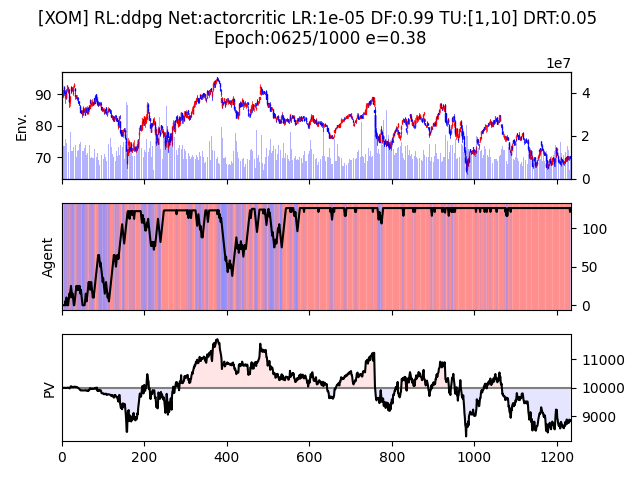 [XOM] RL:ddpg Net:actorcritic LR:1e-05 DF:0.99 TU:[1,10] DRT:0.05
Epoch:0625/1000 e=0.38
1e7
90
80
70
Env.
4
2
0
Agent
100
50
0
PV
11000
10000
9000
0 200 400 600 800 1000 1200